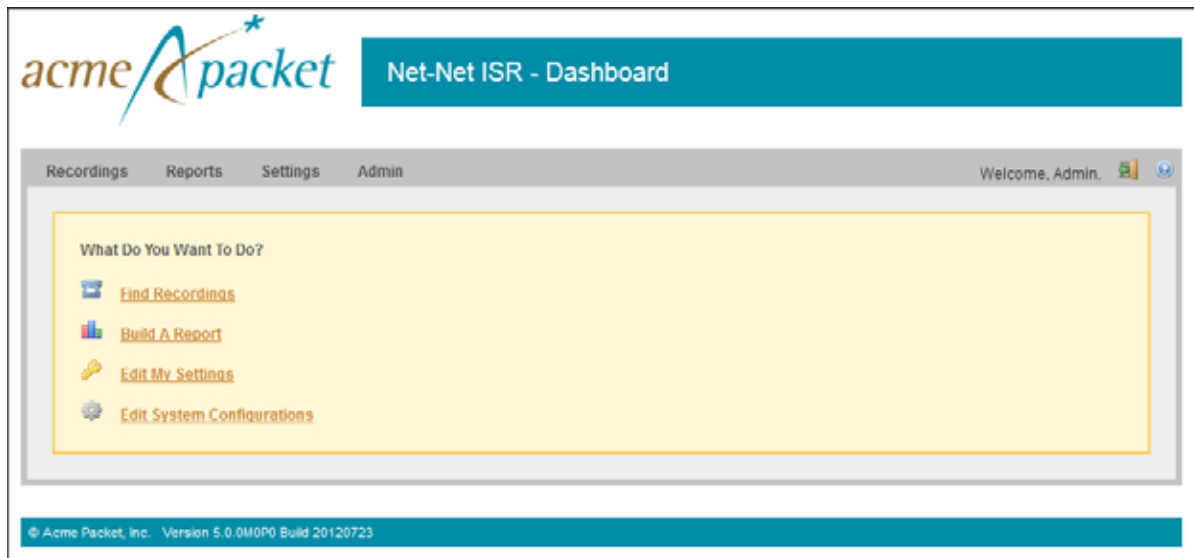 acme packet
Net-Net ISR - Dashboard
Recordings Reports Settings Admin Welcome, Admin.
What Do You Want To Do?
Find Recordings
Build A Report
Edit My Settings
Edit System Configurations
© Acme Packet, Inc. Version 5.0.0M0P0 Build 20120723